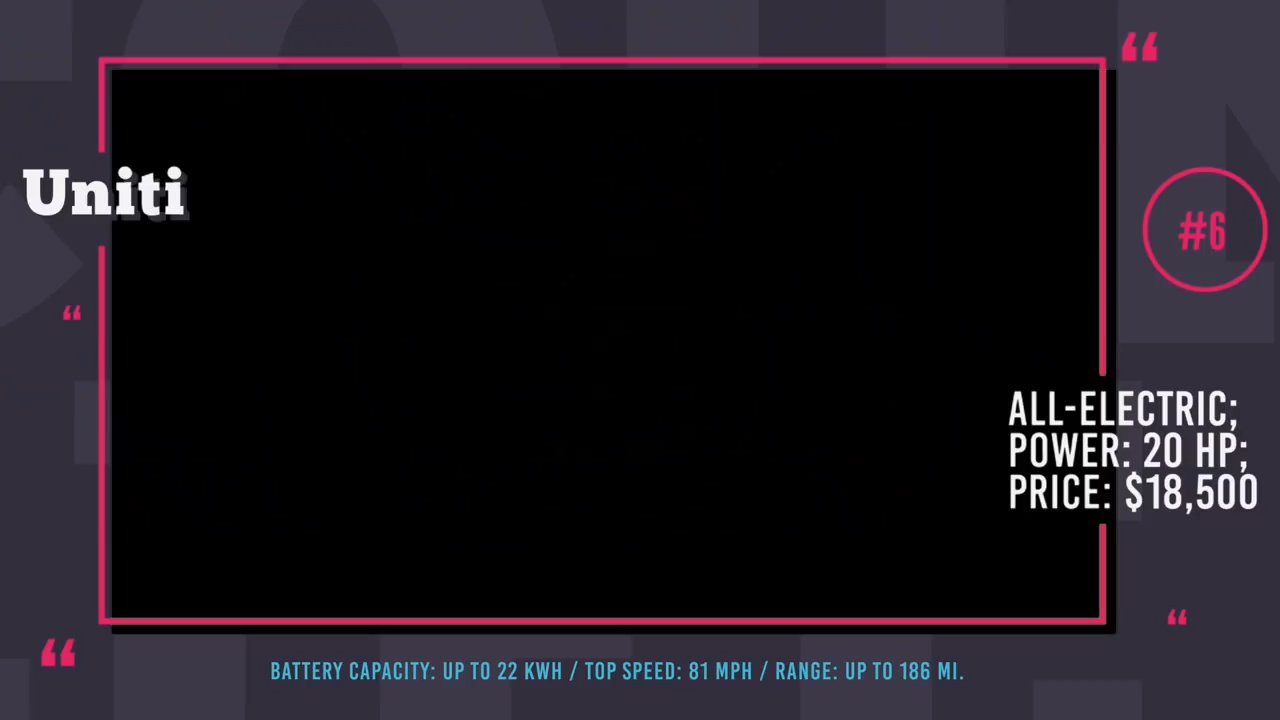 Uniti
#6
ALL-ELECTRIC;
POWER: 20 HP;
PRICE: $18,500
BATTERY CAPACITY: UP TO 22 KWH / TOP SPEED: 81 MPH / RANGE: UP TO 186 MI.